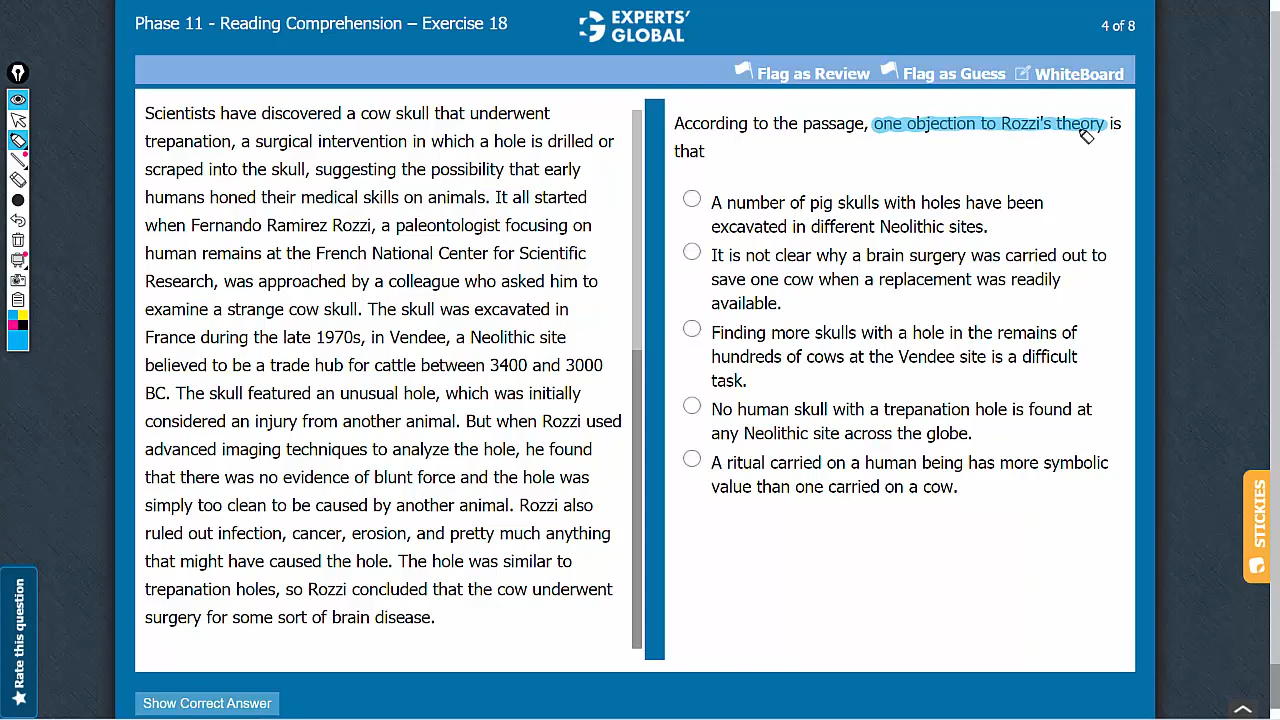 Phase 11 - Reading Comprehension – Exercise 18
EXPERTS'
GLOBAL
4 of 8
Flag as Review
Flag as Guess
WhiteBoard
Scientists have discovered a cow skull that underwent
trepanation, a surgical intervention in which a hole is drilled or
scraped into the skull, suggesting the possibility that early
humans honed their medical skills on animals. It all started
when Fernando Ramirez Rozzi, a paleontologist focusing on
human remains at the French National Center for Scientific
Research, was approached by a colleague who asked him to
examine a strange cow skull. The skull was excavated in
France during the late 1970s, in Vendee, a Neolithic site
believed to be a trade hub for cattle between 3400 and 3000
BC. The skull featured an unusual hole, which was initially
considered an injury from another animal. But when Rozzi used
advanced imaging techniques to analyze the hole, he found
that there was no evidence of blunt force and the hole was
simply too clean to be caused by another animal. Rozzi also
ruled out infection, cancer, erosion, and pretty much anything
that might have caused the hole. The hole was similar to
trepanation holes, so Rozzi concluded that the cow underwent
surgery for some sort of brain disease.
According to the passage, one objection to Rozzi's theory is
that
A number of pig skulls with holes have been
excavated in different Neolithic sites.
It is not clear why a brain surgery was carried out to
save one cow when a replacement was readily
available.
Finding more skulls with a hole in the remains of
hundreds of cows at the Vendee site is a difficult
task.
No human skull with a trepanation hole is found at
any Neolithic site across the globe.
A ritual carried on a human being has more symbolic
value than one carried on a cow.
STICKIES
Rate this question
Show Correct Answer